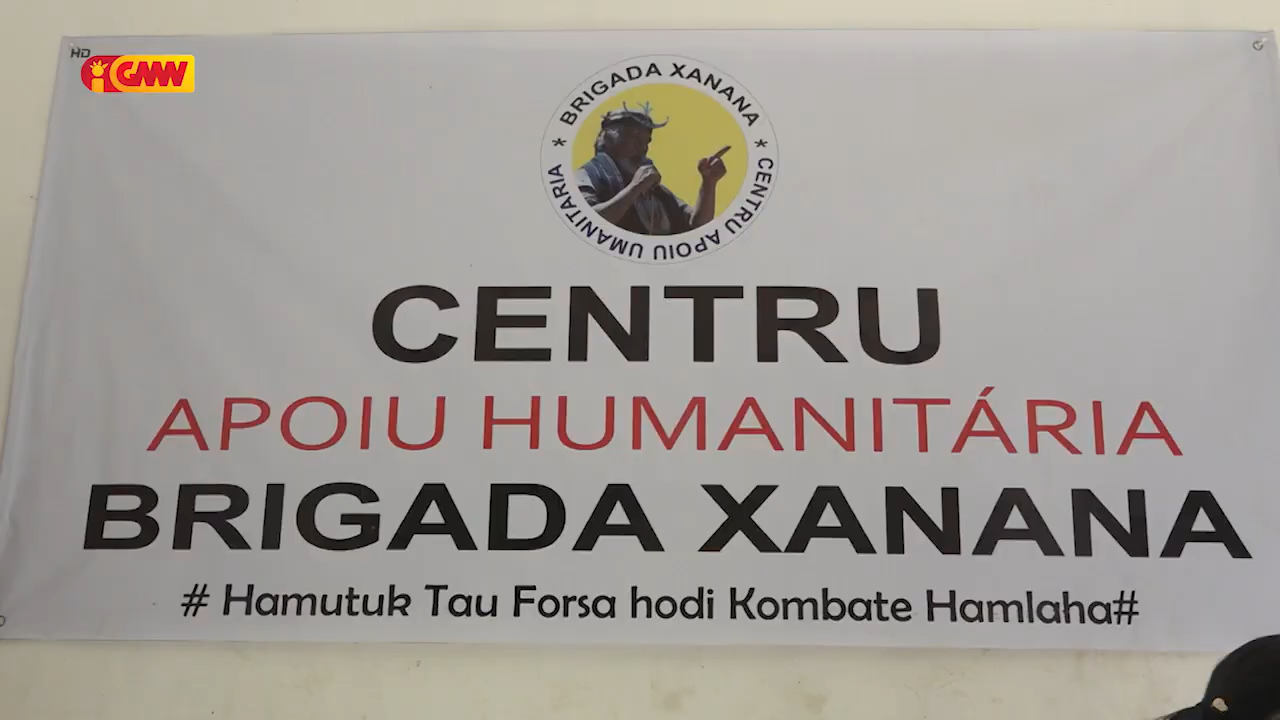 HD
GMN
* BRIGADA XANANA *
CENTRU APOIU UMANITARIA
CENTRU
APOIU HUMANITÁRIA
BRIGADA XANANA
# Hamutuk Tau Forsa hodi Kombate Hamlaha#